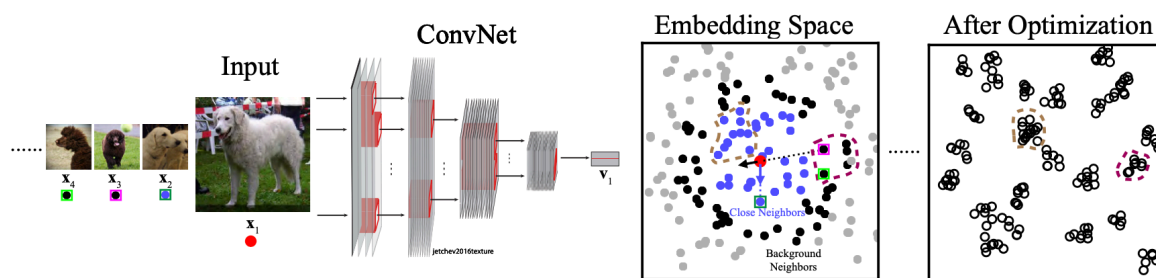 Input
ConvNet
Embedding Space
After Optimization
......
x4
x3
x2
x1
jetchev2016texture
v1
Close Neighbors
Background
Neighbors
......